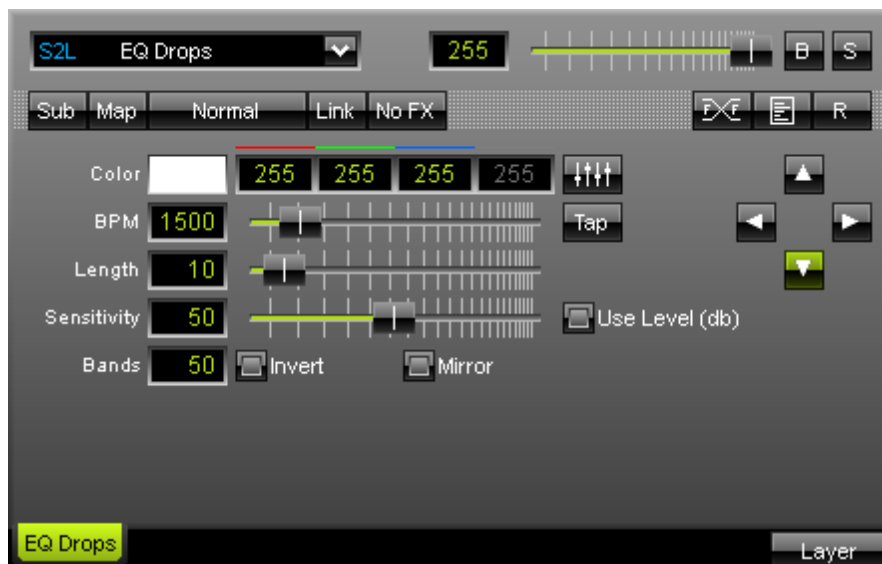 S2L EQ Drops 255 B S
Sub Map Normal Link No FX R
Color 255 255 255 255
BPM 1500 Tap
Length 10
Sensitivity 50 Use Level (db)
Bands 50 Invert Mirror
EQ Drops Layer